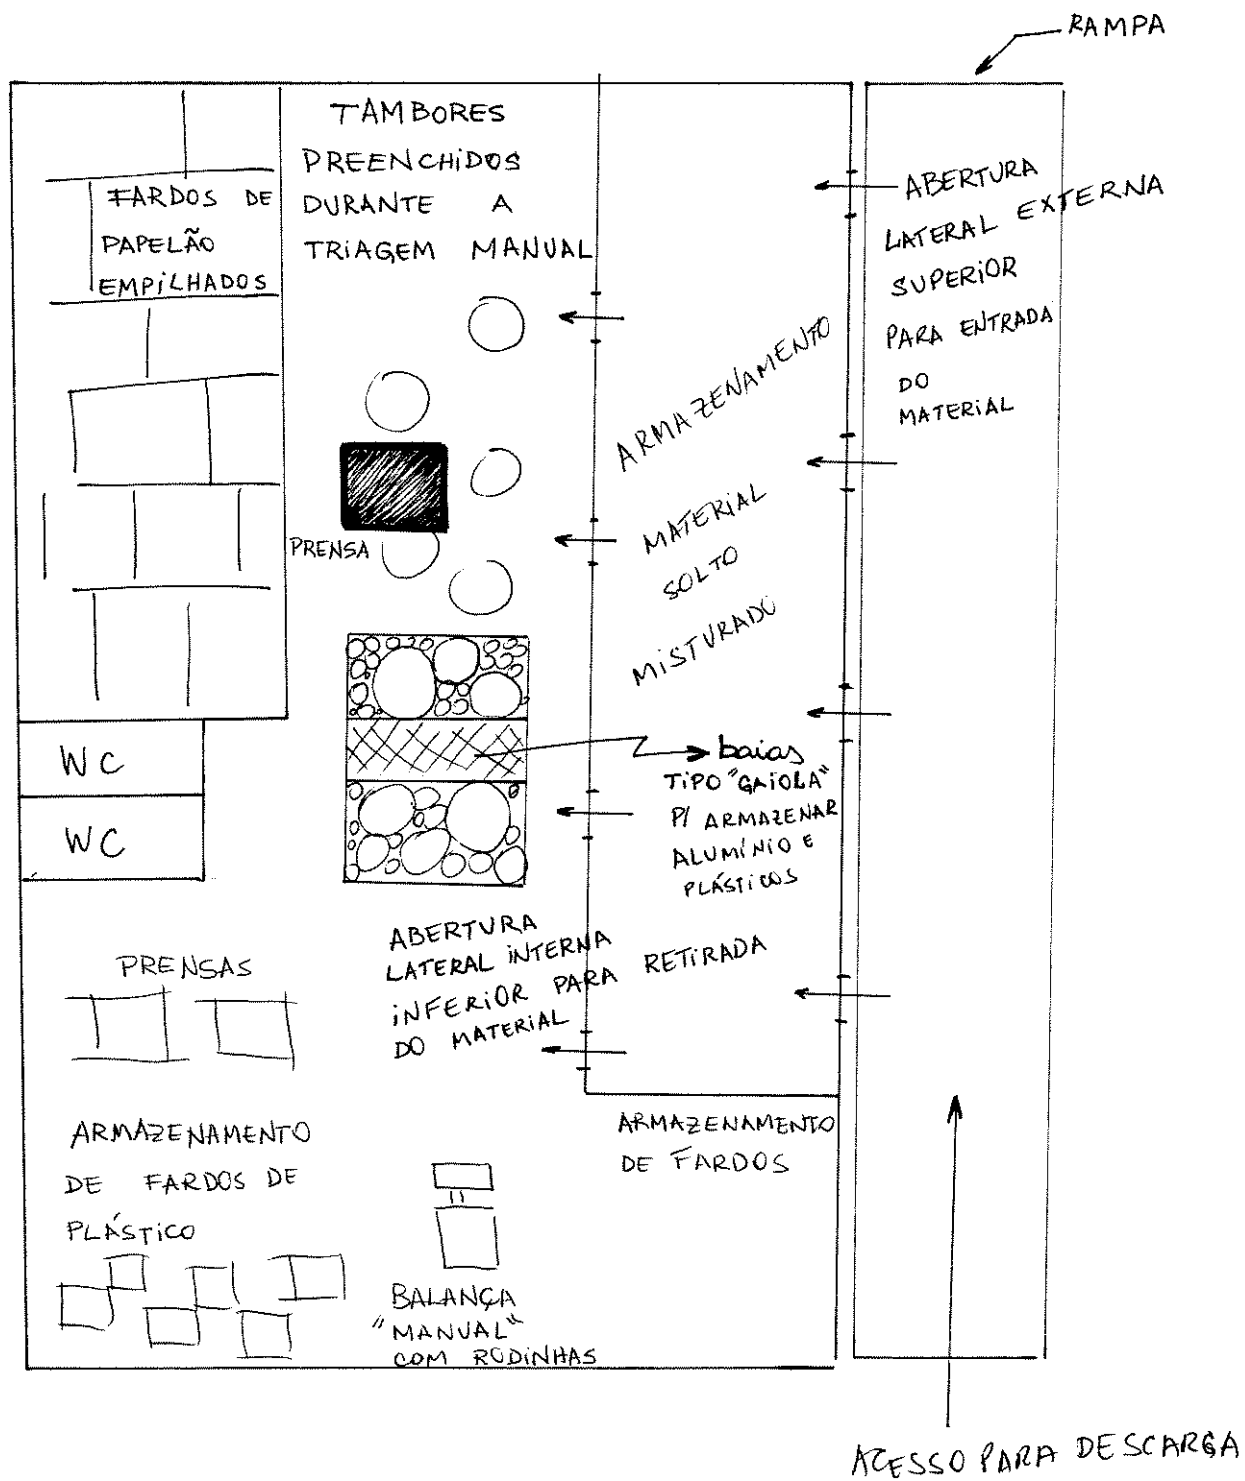 RAMPA
TAMBORES
PREENCHIDOS
DURANTE A
TRIAGEM MANUAL
FARDOS DE
PAPELÃO
EMPILHADOS
ABERTURA
LATERAL EXTERNA
SUPERIOR
PARA ENTRADA
DO
MATERIAL
ARMAZENAMENTO
MATERIAL
SOLTO
MISTURADO
PRENSA
WC
WC
baias
TIPO "GAIOLA"
P/ ARMAZENAR
ALUMÍNIO E
PLÁSTICOS
ABERTURA
LATERAL INTERNA
INFERIOR PARA RETIRADA
DO MATERIAL
PRENSAS
ARMAZENAMENTO
DE FARDOS DE
PLÁSTICO
ARMAZENAMENTO
DE FARDOS
BALANÇA
"MANUAL"
COM RODINHAS
ACESSO PARA DESCARGA